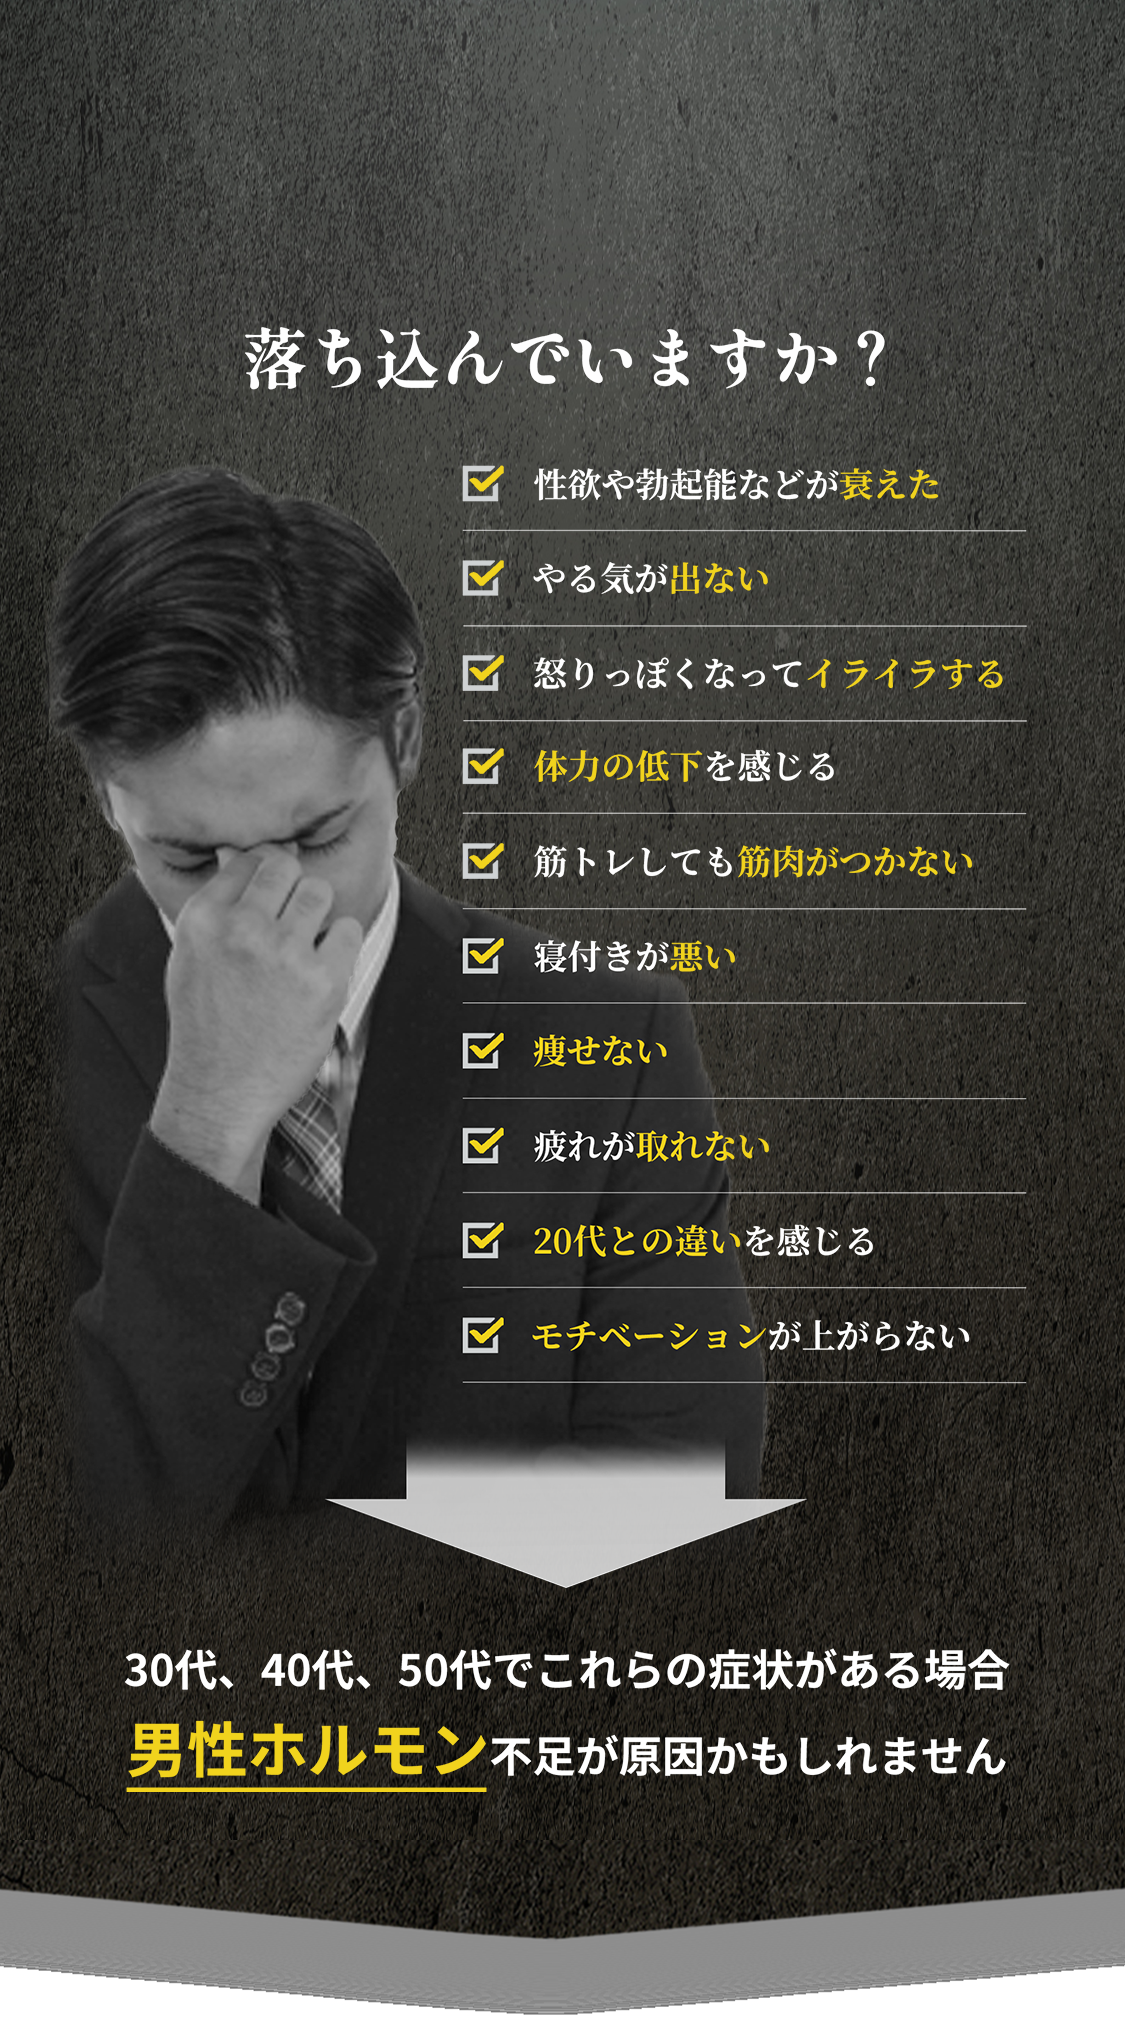 落ち込んでいますか？
性欲や勃起能などが衰えた
やる気が出ない
怒りっぽくなってイライラする
体力の低下を感じる
筋トレしても筋肉がつかない
寝付きが悪い
痩せない
疲れが取れない
20代との違いを感じる
モチベーションが上がらない
30代、40代、50代でこれらの症状がある場合
男性ホルモン不足が原因かもしれません